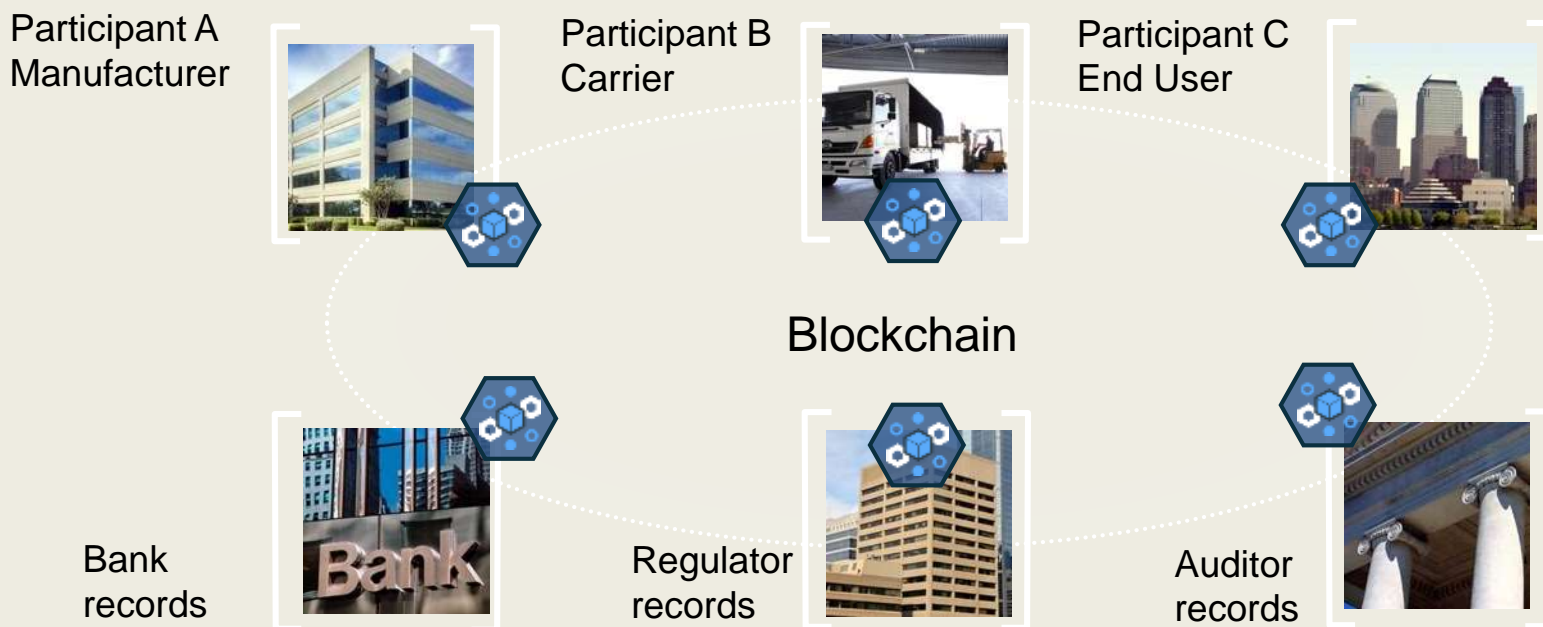 Participant A
Manufacturer
Participant B
Carrier
Participant C
End User
Blockchain
Bank
Bank
records
Regulator
records
Auditor
records